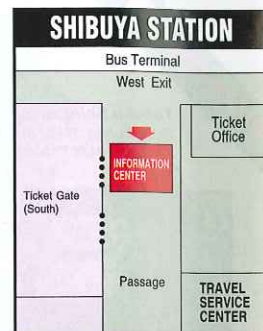 SHIBUYA STATION
Bus Terminal
West Exit
Ticket
Office
INFORMATION
CENTER
Ticket Gate
(South)
Passage
TRAVEL
SERVICE
CENTER